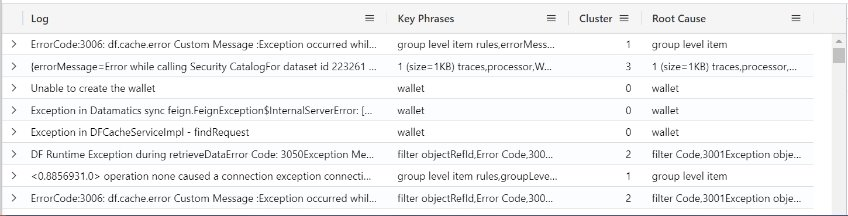 Log Key Phrases Cluster Root Cause
ErrorCode:3006: df.cache.error Custom Message :Exception occurred whil... group level item rules,errorMess... 1 group level item
{errorMessage=Error while calling Security CatalogFor dataset id 223261 ... 1 (size=1KB) traces,processor,W... 3 1 (size=1KB) traces,processor,...
Unable to create the wallet wallet 0 wallet
Exception in Datamatics sync feign.FeignException$InternalServerError: [... wallet 0 wallet
Exception in DFCacheServiceImpl - findRequest wallet 0 wallet
DF Runtime Exception during retrieveDataError Code: 3050Exception Me... filter objectRefId,Error Code,300... 2 filter Code,3001Exception obje...
<0.8856931.0> operation none caused a connection exception connecti... group level item rules,groupLeve... 1 group level item
ErrorCode:3006: df.cache.error Custom Message :Exception occurred whil... filter objectRefId,Error Code,300... 2 filter Code,3001Exception obje...